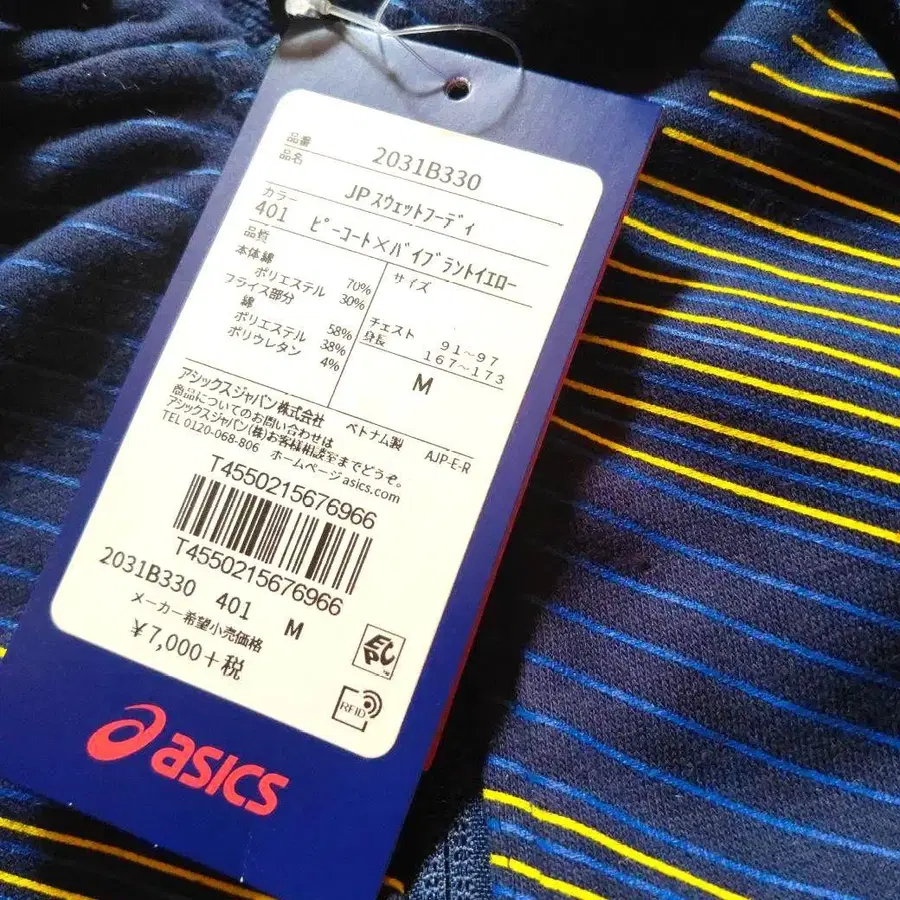 品番 2031B330
品名
JPスウェットフーディ
カラー
401 ピーコート×バイブラントイエロー
品質
本体綿 70%
ポリエステル 30%
フライス部分
綿 58%
ポリエステル 38%
ポリウレタン 4%
サイズ
チェスト 91～97
身長 167～173
M
アシックスジャパン株式会社 ベトナム製 AJP-E-R
商品についてのお問い合わせは
アシックスジャパン(株)お客様相談室までどうぞ。
TEL 0120-068-806 ホームページasics.com
T4550215676966
T4550215676966
2031B330 401 M
メーカー希望小売価格
¥7,000+税
EPC
RFID
asics